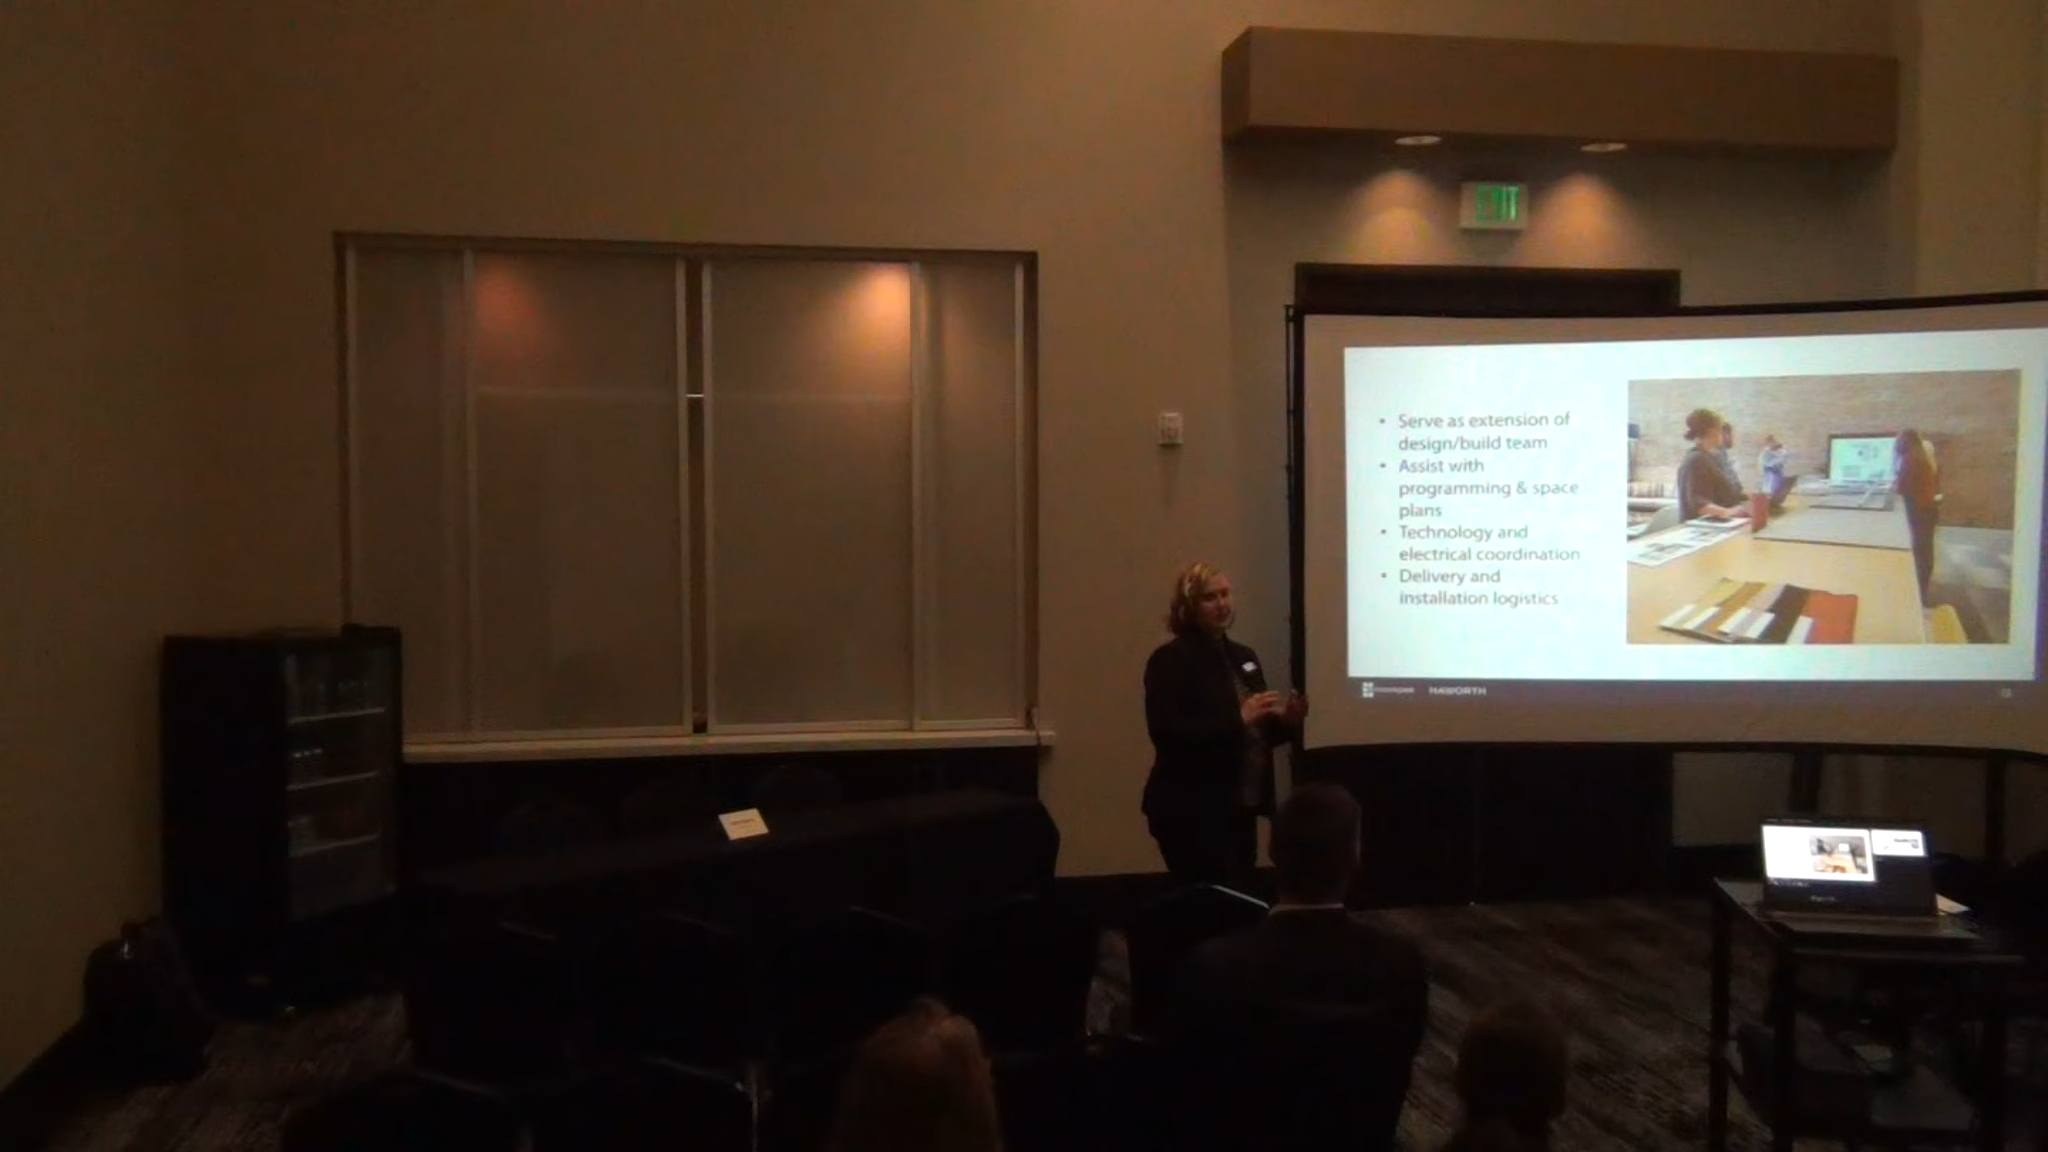 EXIT
• Serve as extension of
design/build team
• Assist with
programming & space
plans
• Technology and
electrical coordination
• Delivery and
installation logistics
HAWORTH